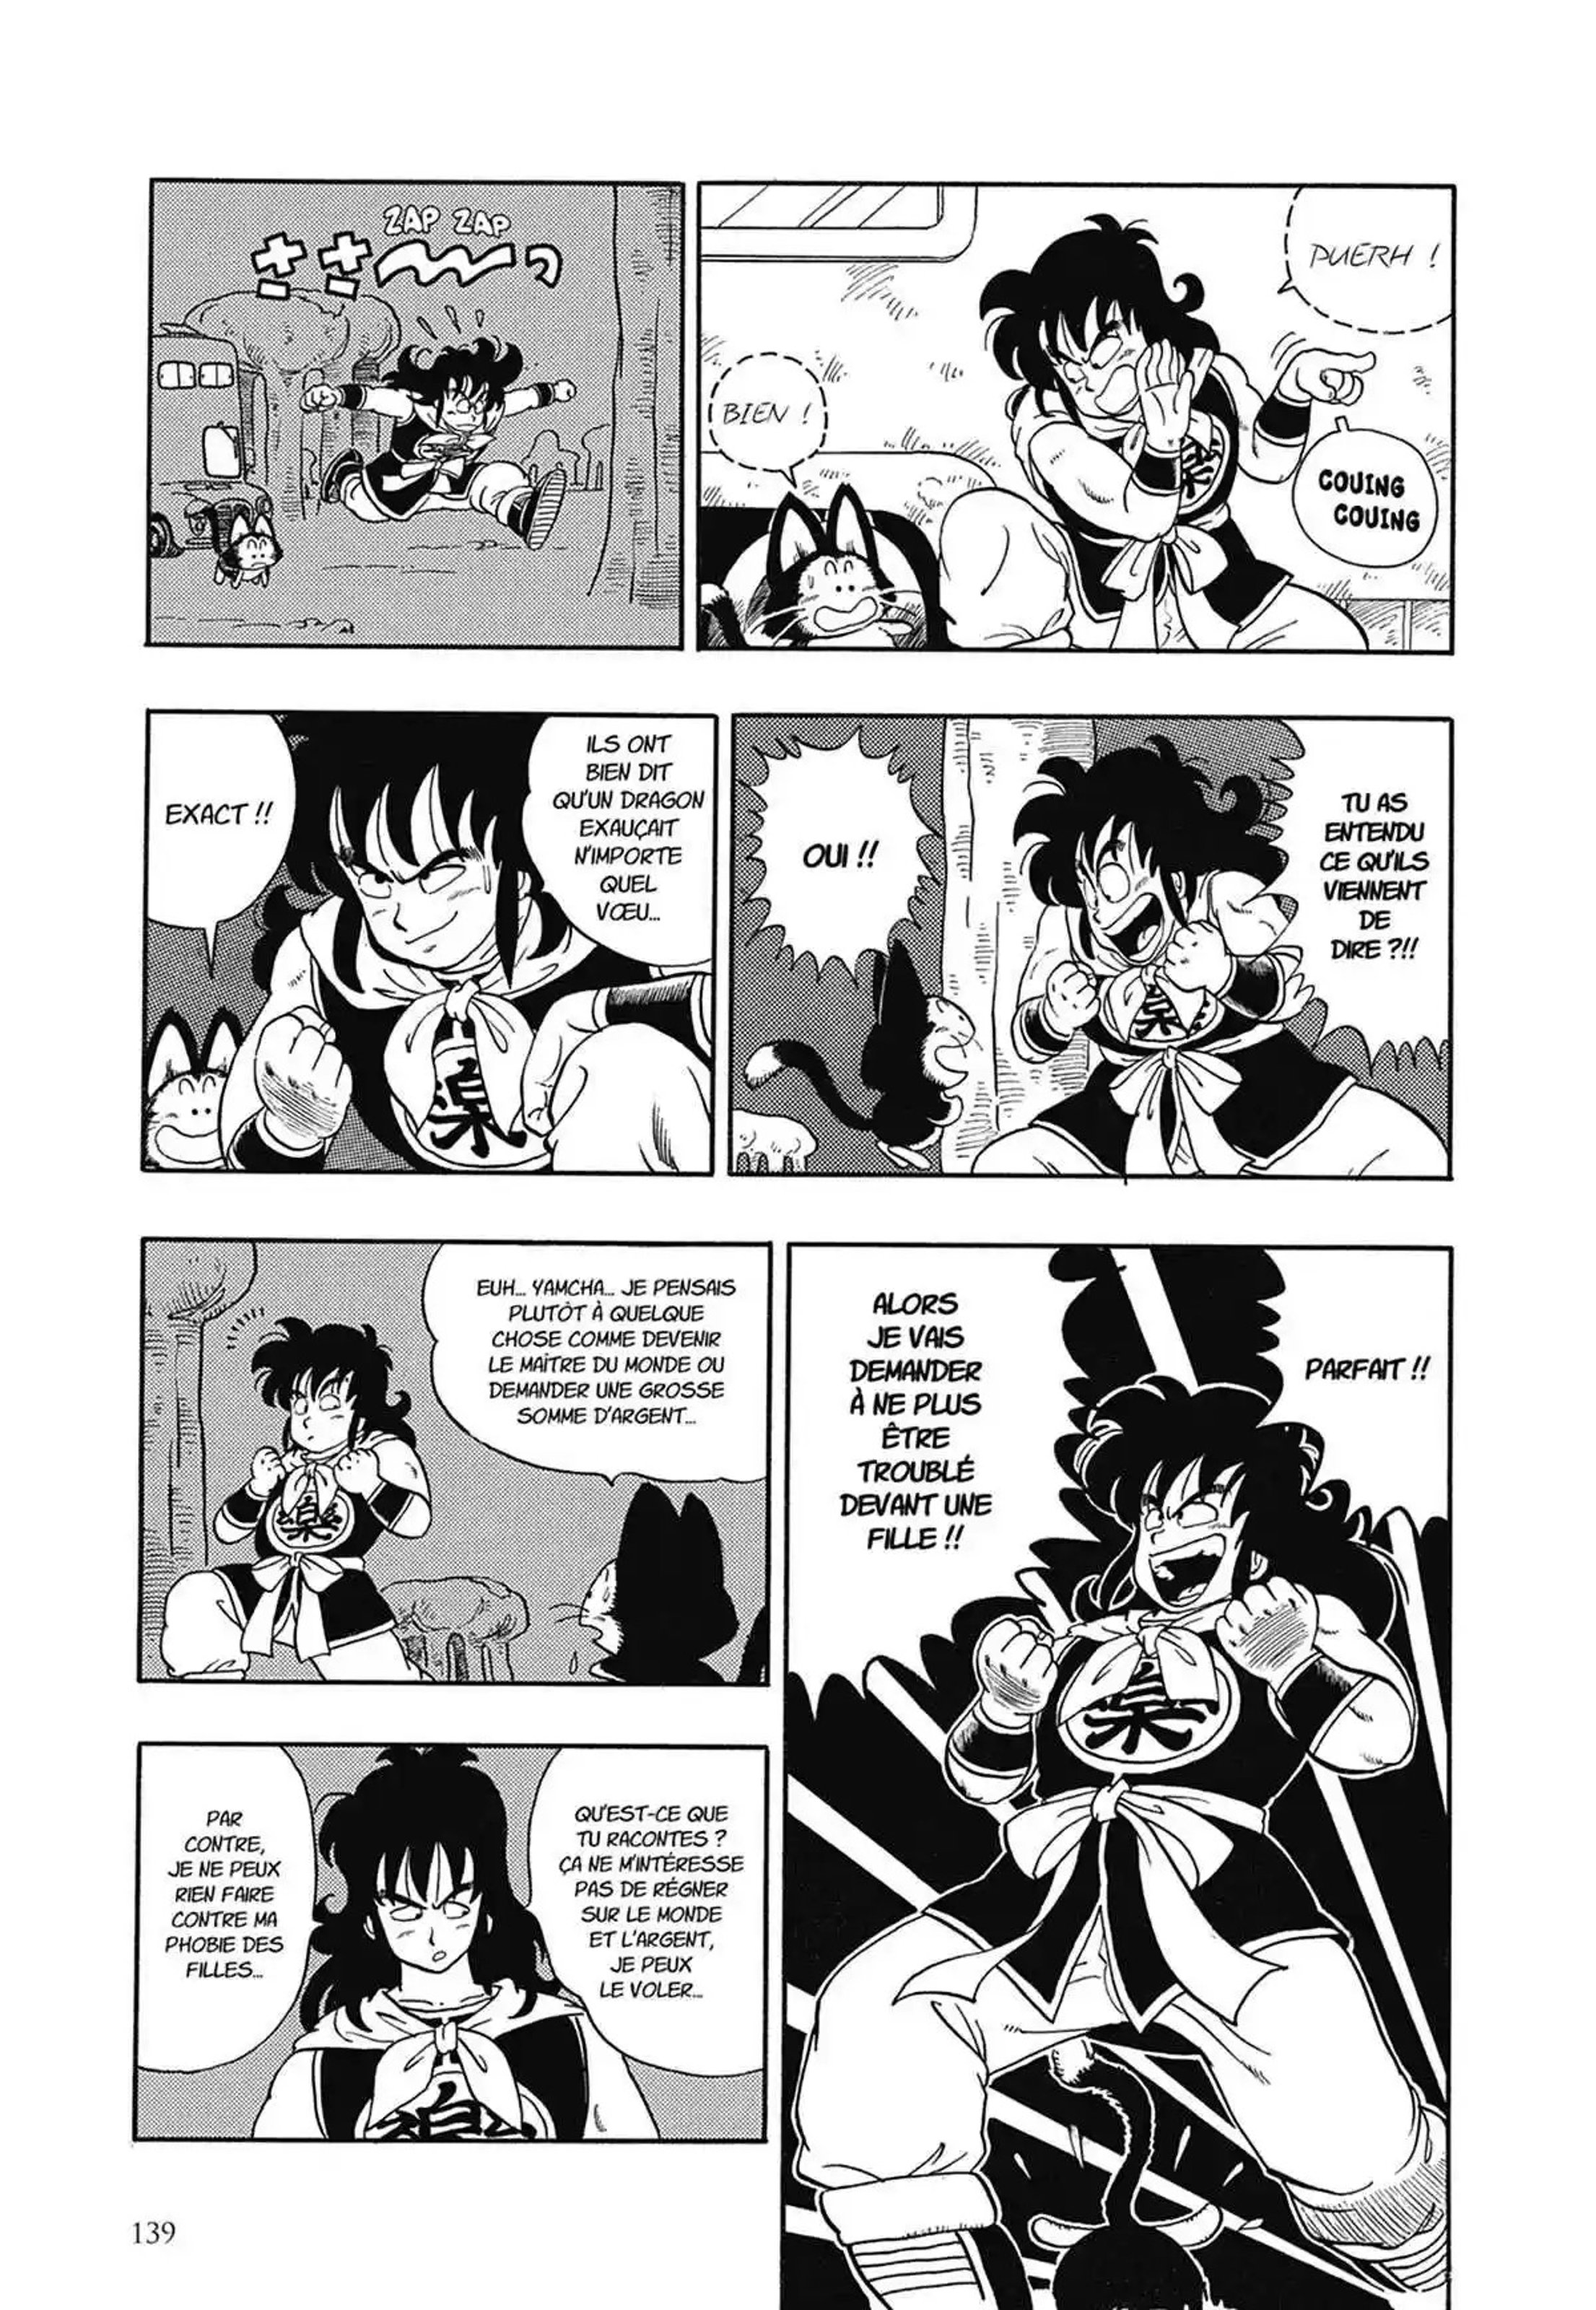 PUERH !
COUING
COUING
BIEN !
ZAP ZAP
TU AS
ENTENDU
CE QU'ILS
VIENNENT
DE
DIRE ?!!
OUI !!
ILS ONT
BIEN DIT
QU'UN DRAGON
EXAUÇAIT
N'IMPORTE
QUEL
VŒU...
EXACT !!
PARFAIT !!
ALORS
JE VAIS
DEMANDER
À NE PLUS
ÊTRE
TROUBLÉ
DEVANT UNE
FILLE !!
EUH... YAMCHA... JE PENSAIS
PLUTÔT À QUELQUE
CHOSE COMME DEVENIR
LE MAÎTRE DU MONDE OU
DEMANDER UNE GROSSE
SOMME D'ARGENT...
QU'EST-CE QUE
TU RACONTES ?
ÇA NE M'INTÉRESSE
PAS DE RÉGNER
SUR LE MONDE
ET L'ARGENT,
JE PEUX
LE VOLER...
PAR
CONTRE,
JE NE PEUX
RIEN FAIRE
CONTRE MA
PHOBIE DES
FILLES...
139